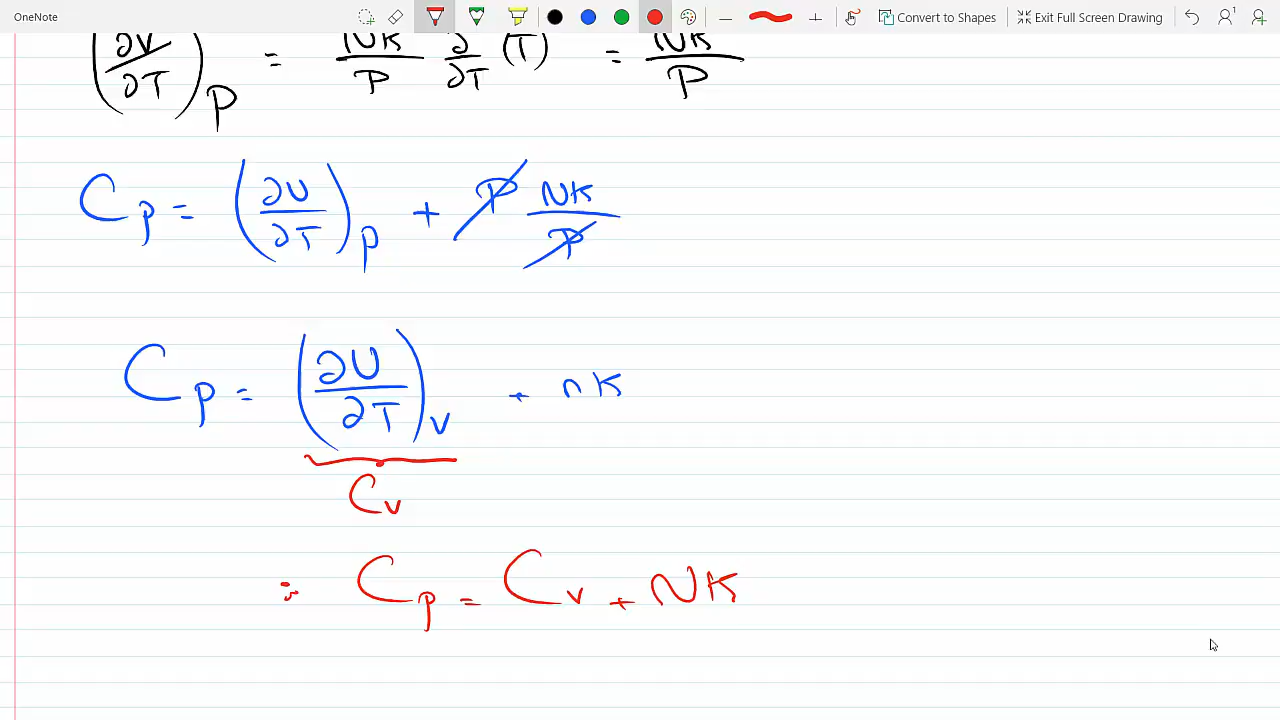 OneNote
Convert to Shapes
Exit Full Screen Drawing
(∂V/∂T)_P = NK/P ∂/∂T (T) = NK/P
C_p = (∂U/∂T)_p + P NK/P
C_p = (∂U/∂T)_v + nK
C_v
∴ C_p = C_v + NK